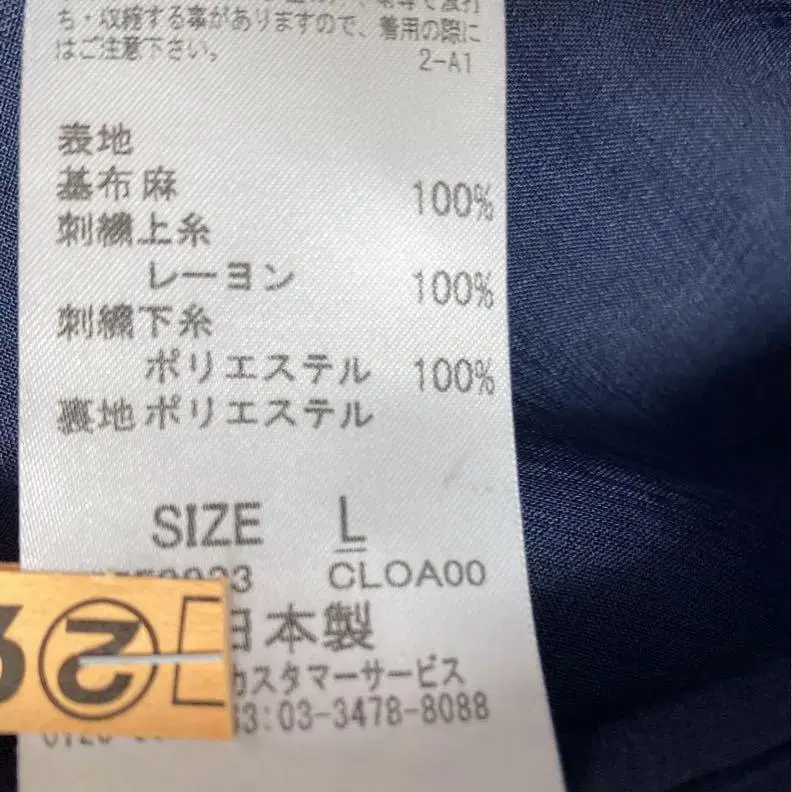 ち・収縮する事がありますので、着用の際に
はご注意下さい。
2-A1
表地
基布麻 100%
刺繍上糸
レーヨン 100%
刺繍下糸
ポリエステル 100%
裏地ポリエステル
SIZE L
CLOA00
日本製
カスタマーサービス
:03-3478-8088